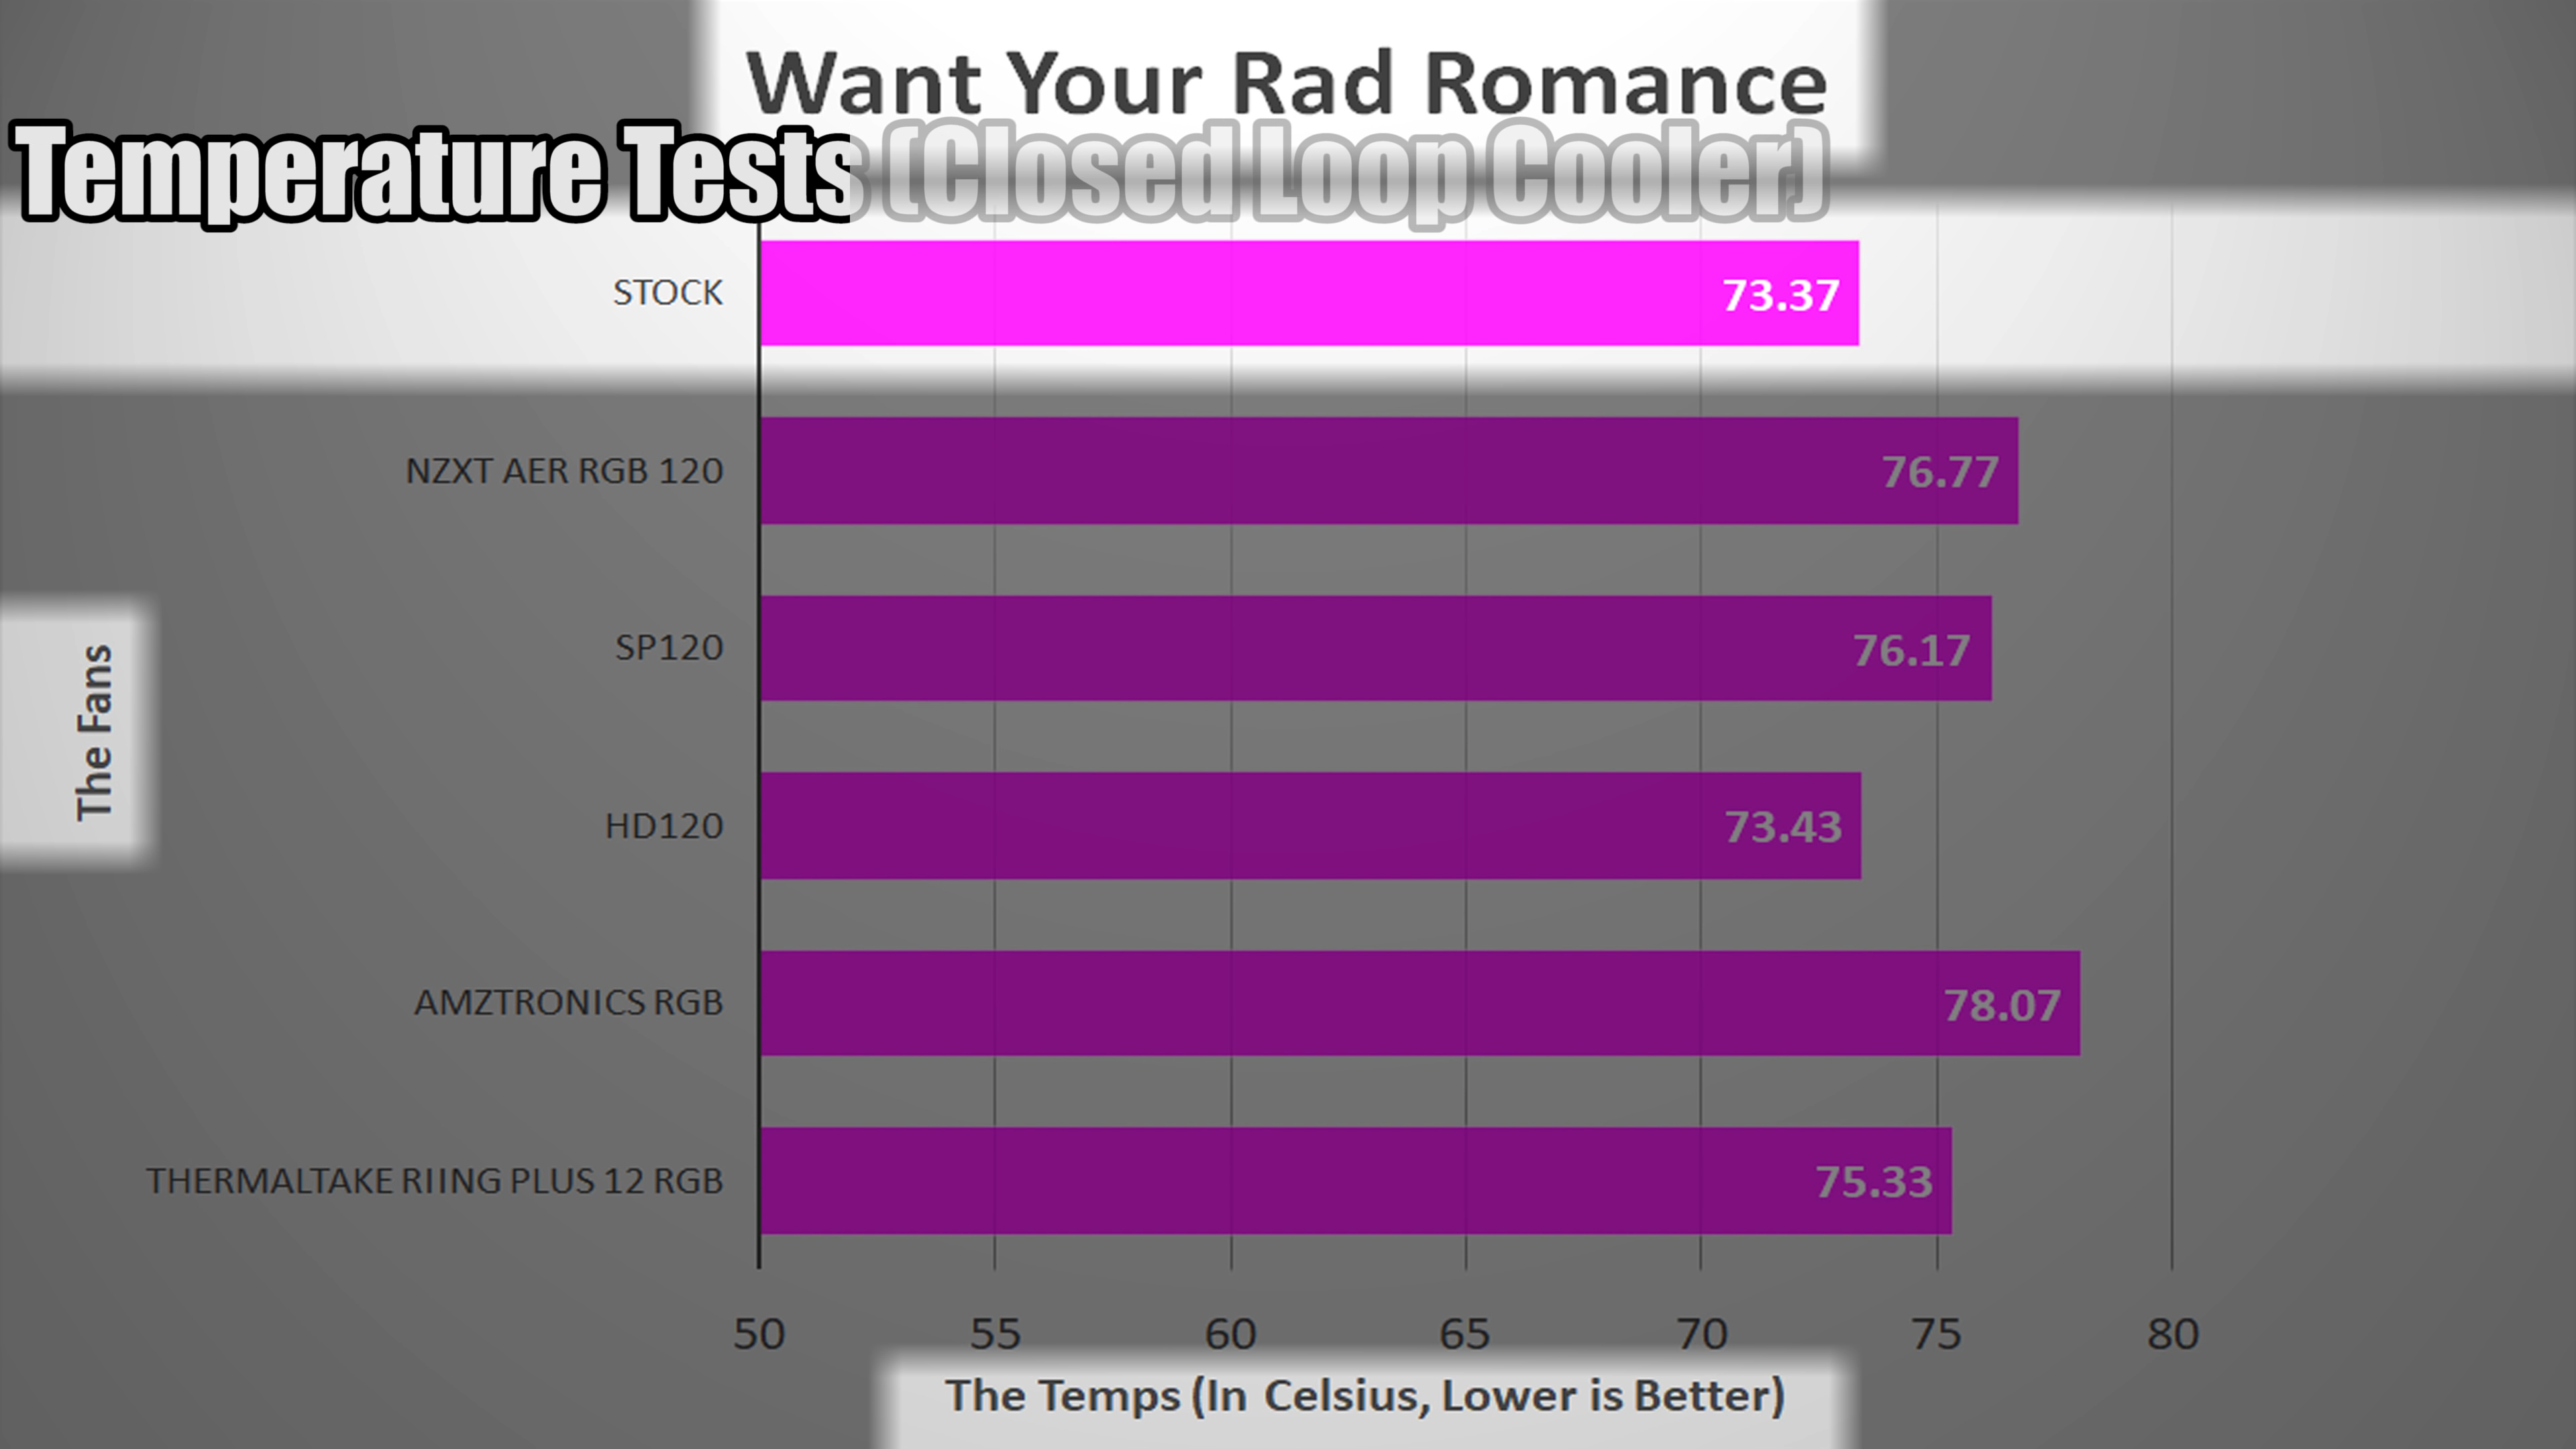 Want Your Rad Romance
Temperature Tests (Closed Loop Cooler)
STOCK
73.37
NZXT AER RGB 120
76.77
SP120
76.17
HD120
73.43
AMZTRONICS RGB
78.07
THERMALTAKE RIING PLUS 12 RGB
75.33
The Fans
50 55 60 65 70 75 80
The Temps (In Celsius, Lower is Better)